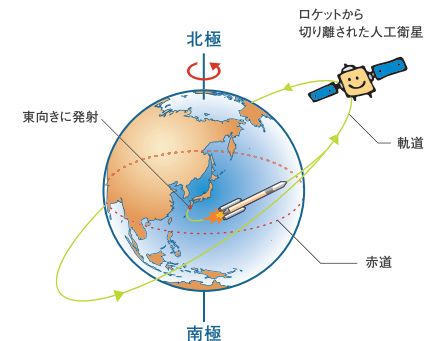 ロケットから
切り離された人工衛星
北極
東向きに発射
軌道
赤道
南極